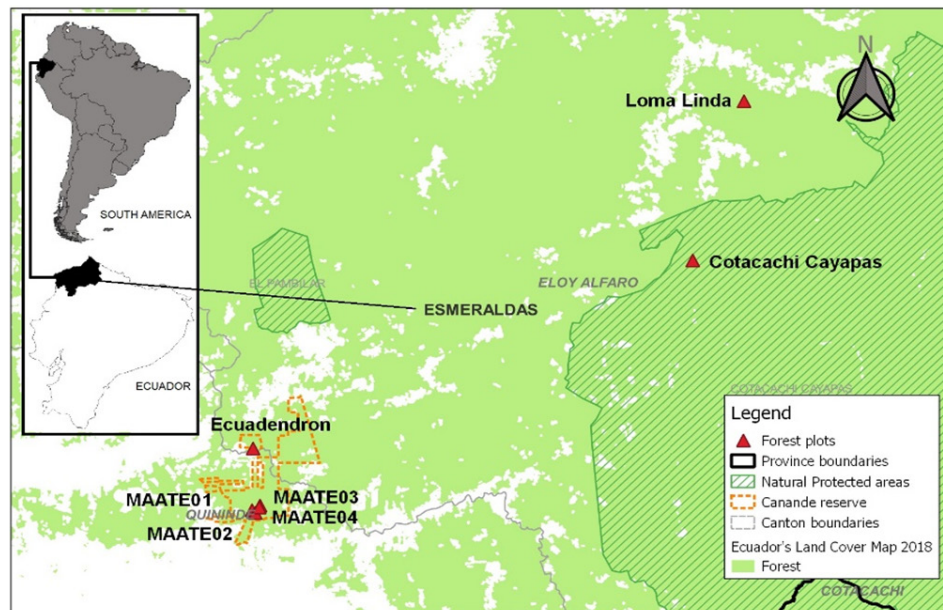 SOUTH AMERICA
ECUADOR
ESMERALDAS
EL PAMBILAR
ELOY ALFARO
Loma Linda
N
Cotacachi Cayapas
COTACACHI CAYAPAS
Ecuadendron
MAATE01
MAATE03
QUININDE
MAATE04
MAATE02
Legend
Forest plots
Province boundaries
Natural Protected areas
Canande reserve
Canton boundaries
Ecuador's Land Cover Map 2018
Forest
COTACACHI